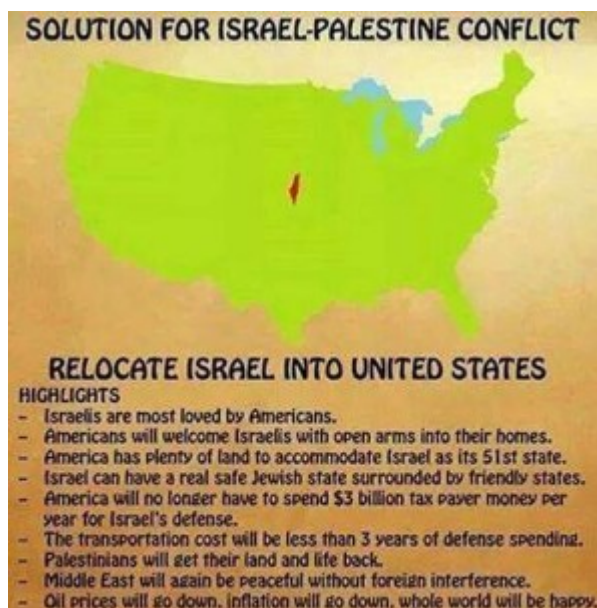 SOLUTION FOR ISRAEL-PALESTINE CONFLICT
RELOCATE ISRAEL INTO UNITED STATES
HIGHLIGHTS
- Israelis are most loved by Americans.
- Americans will welcome Israelis with open arms into their homes.
- America has plenty of land to accommodate Israel as its 51st state.
- Israel can have a real safe Jewish state surrounded by friendly states.
- America will no longer have to spend $3 billion tax payer money per
year for Israel's defense.
- The transportation cost will be less than 3 years of defense spending.
- Palestinians will get their land and life back.
- Middle East will again be peaceful without foreign interference.
- Oil prices will go down, inflation will go down, whole world will be happy